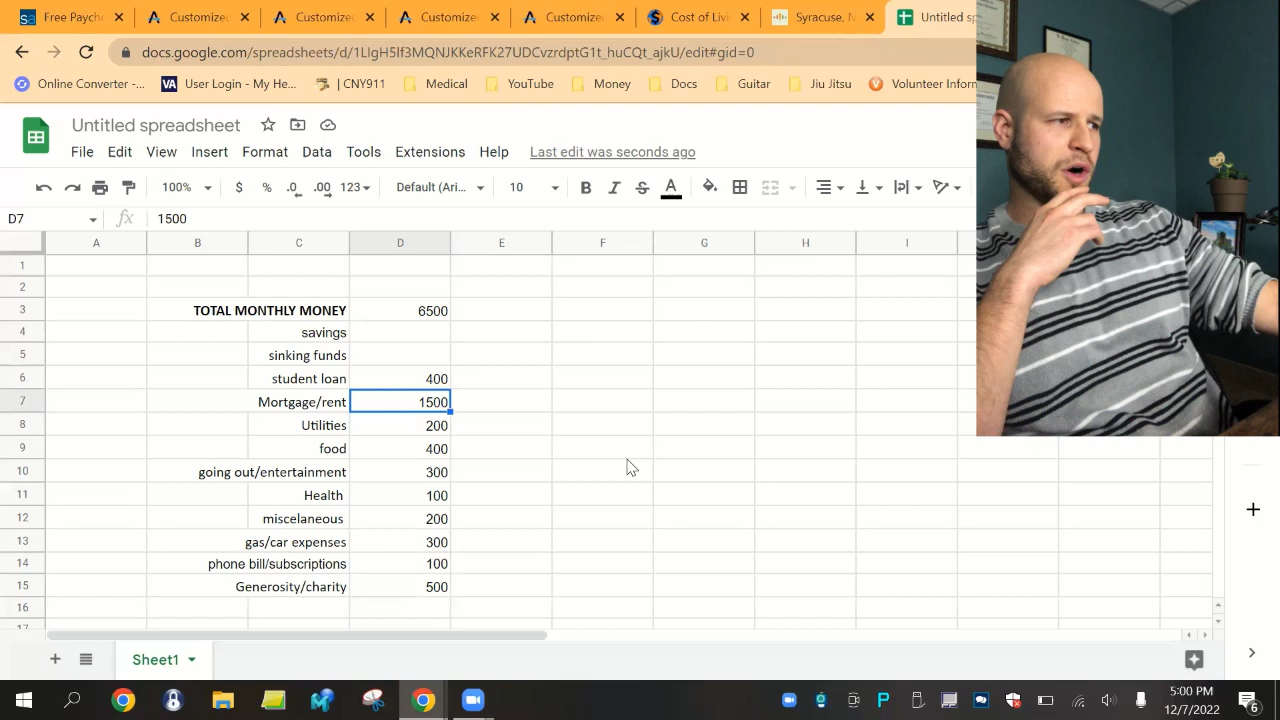 Free Paych
Customize
Customize
Customize
Customize
Cost of Livi
Syracuse, N
Untitled sp
docs.google.com/spreadsheets/d/
edit#gid=0
Online Converter -...
VA User Login - My He...
| CNY911
Medical
YouTube
Money
Docs
Guitar
Jiu Jitsu
Volunteer Inform
Untitled spreadsheet
File Edit View Insert Format Data Tools Extensions Help Last edit was seconds ago
100% $ % .0 .00 123 Default (Ari... 10 B I S A
D7 fx 1500
A B C D E F G H I
1
2
3 TOTAL MONTHLY MONEY 6500
4 savings
5 sinking funds
6 student loan 400
7 Mortgage/rent 1500
8 Utilities 200
9 food 400
10 going out/entertainment 300
11 Health 100
12 miscelaneous 200
13 gas/car expenses 300
14 phone bill/subscriptions 100
15 Generosity/charity 500
16
17
Sheet1
5:00 PM
12/7/2022
6